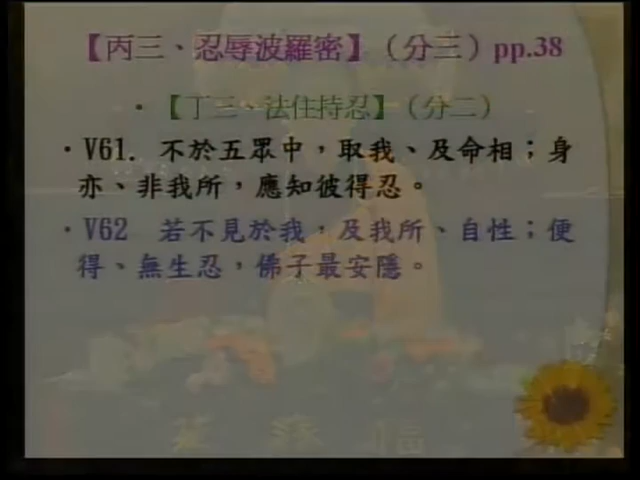 【丙三、忍辱波羅密】（分三）pp.38
•【丁三、法住持忍】（分二）
• V61. 不於五眾中，取我、及命相；身
亦、非我所，應知彼得忍。
• V62 若不見於我，及我所、自性；便
得、無生忍，佛子最安隱。